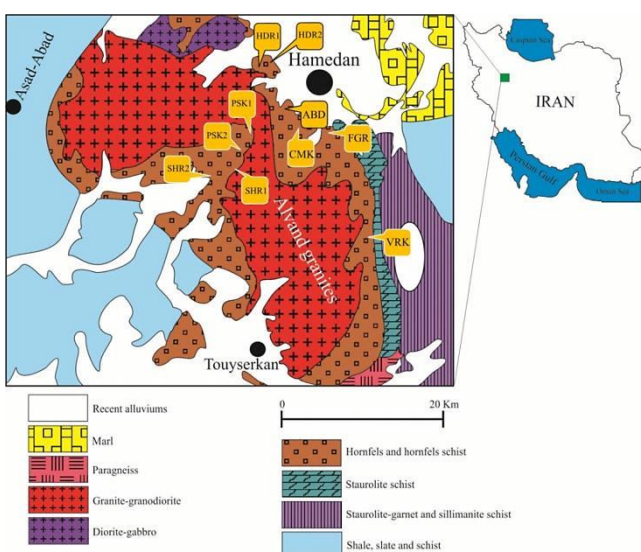 Asad-Abad
HDR1
HDR2
Hamedan
PSK1
ABD
PSK2
FGR
CMK
SHR2
SHR1
Alvand granites
VRK
Touyserkan
Caspian Sea
IRAN
Persian Gulf
Oman Sea
Recent alluviums
Marl
Paragneiss
Granite-granodiorite
Diorite-gabbro
0
20 Km
Hornfels and hornfels schist
Staurolite schist
Staurolite-garnet and sillimanite schist
Shale, slate and schist